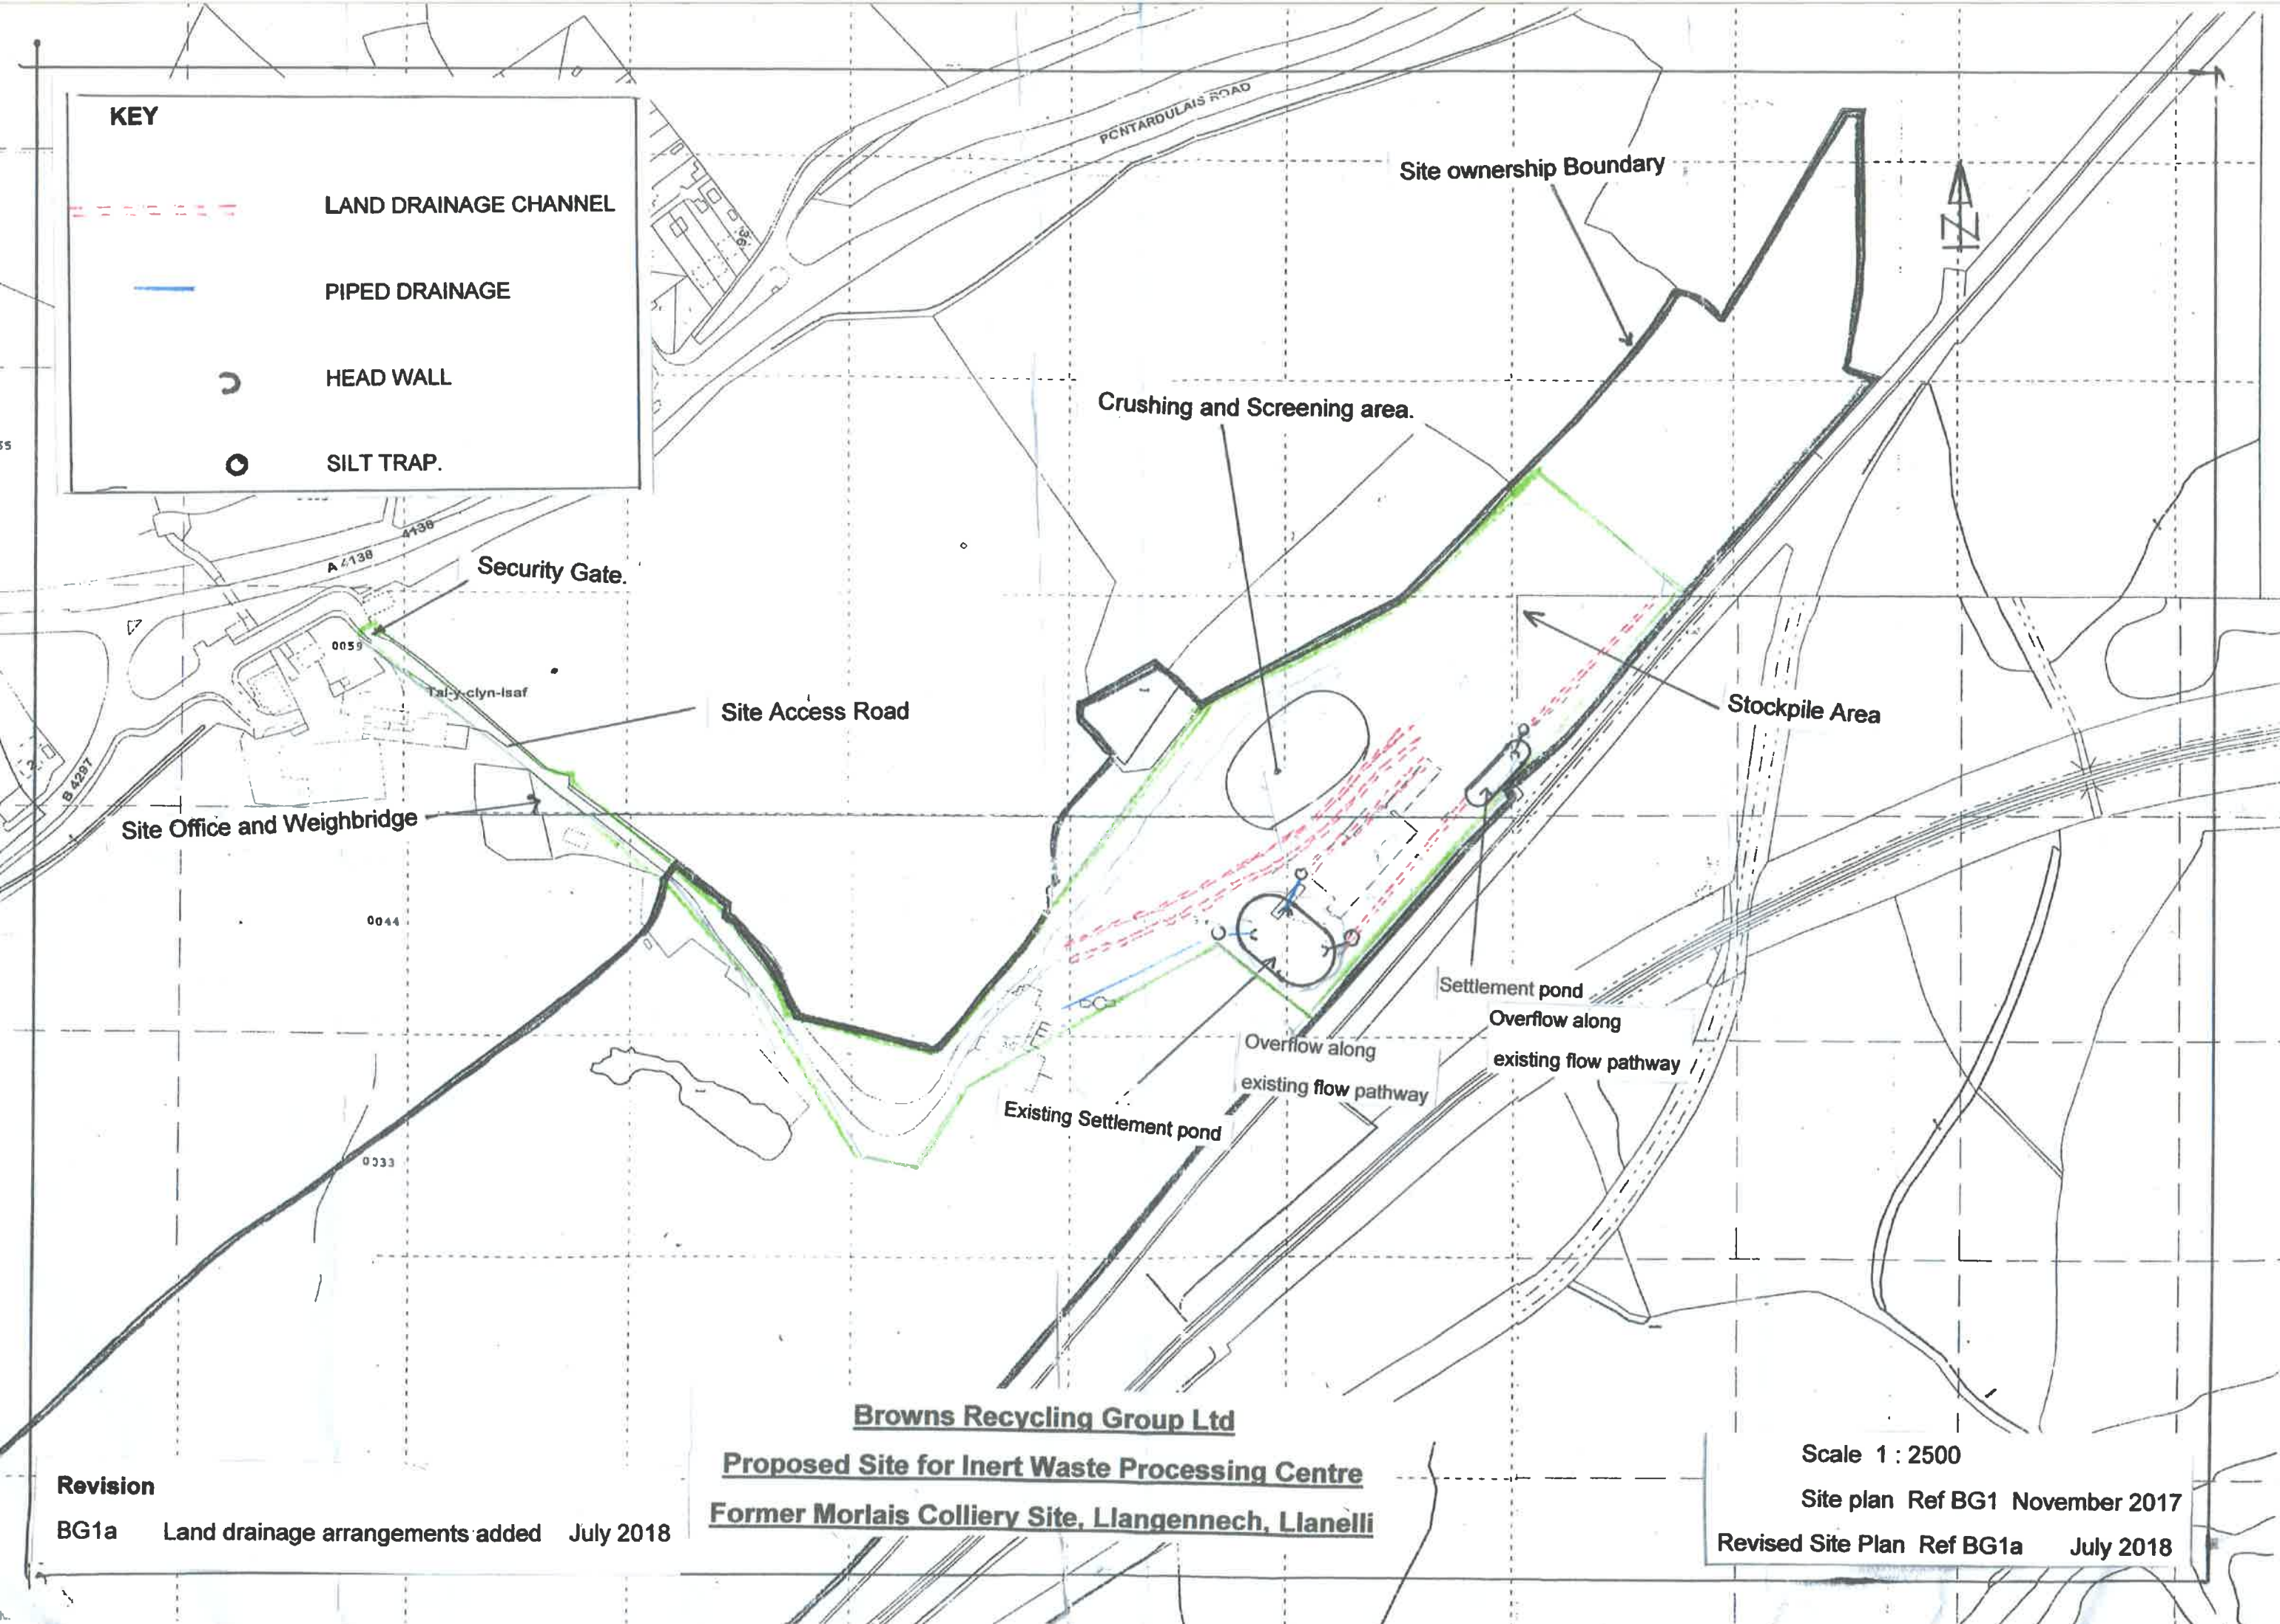 KEY
LAND DRAINAGE CHANNEL
PIPED DRAINAGE
HEAD WALL
SILT TRAP.
PONTARDULAIS ROAD
36
Site ownership Boundary
N
Crushing and Screening area.
4138
A 4138
Security Gate.
0059
Tal-y-clyn-Isaf
Site Access Road
Stockpile Area
B 4297
Site Office and Weighbridge
0044
Settlement pond
Overflow along
existing flow pathway
Overflow along
existing flow pathway
Existing Settlement pond
0033
Browns Recycling Group Ltd
Proposed Site for Inert Waste Processing Centre
Former Morlais Colliery Site, Llangennech, Llanelli
Revision
BG1a Land drainage arrangements added July 2018
Scale 1 : 2500
Site plan Ref BG1 November 2017
Revised Site Plan Ref BG1a July 2018